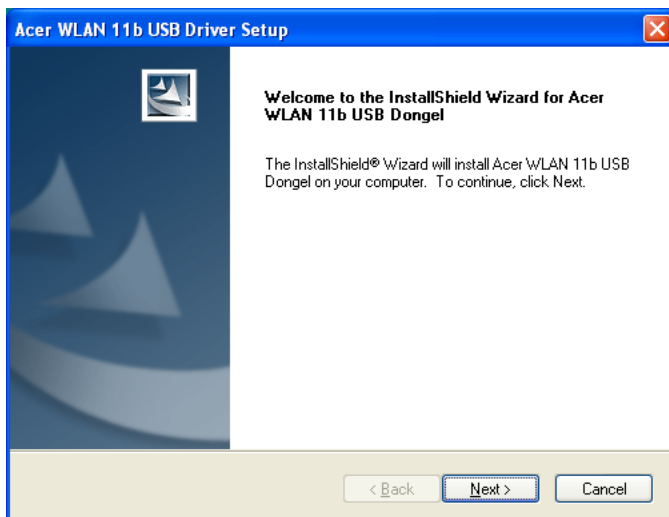 Acer WLAN 11b USB Driver Setup
Welcome to the InstallShield Wizard for Acer
WLAN 11b USB Dongel
The InstallShield® Wizard will install Acer WLAN 11b USB
Dongel on your computer.  To continue, click Next.
< Back   Next >   Cancel